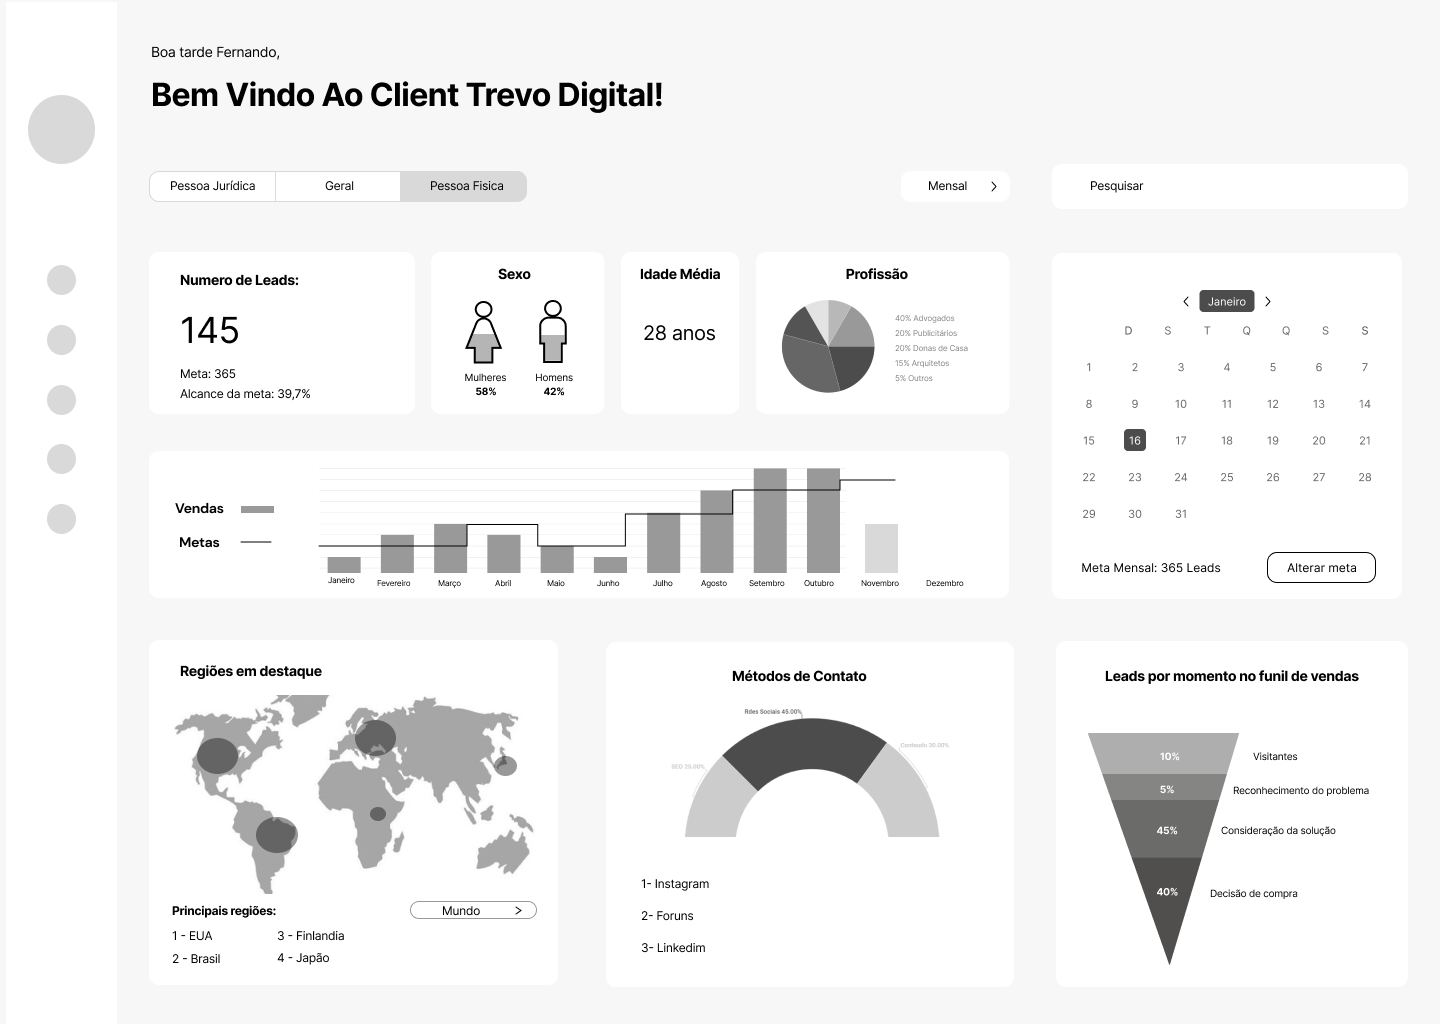 Boa tarde Fernando,
Bem Vindo Ao Client Trevo Digital!
Pessoa Jurídica
Geral
Pessoa Fisica
Mensal
Pesquisar
Numero de Leads:
145
Meta: 365
Alcance da meta: 39,7%
Sexo
Mulheres
58%
Homens
42%
Idade Média
28 anos
Profissão
40% Advogados
20% Publicitários
20% Donas de Casa
15% Arquitetos
5% Outros
Janeiro
D S T Q Q S S
1 2 3 4 5 6 7
8 9 10 11 12 13 14
15 16 17 18 19 20 21
22 23 24 25 26 27 28
29 30 31
Meta Mensal: 365 Leads
Alterar meta
Vendas
Metas
Janeiro Fevereiro Março Abril Maio Junho Julho Agosto Setembro Outubro Novembro Dezembro
Regiões em destaque
Principais regiões:
Mundo
1 - EUA
2 - Brasil
3 - Finlandia
4 - Japão
Métodos de Contato
Rdes Sociais 45.00%
Conteudo 30.00%
SEO 25.00%
1- Instagram
2- Foruns
3- Linkedim
Leads por momento no funil de vendas
10% Visitantes
5% Reconhecimento do problema
45% Consideração da solução
40% Decisão de compra